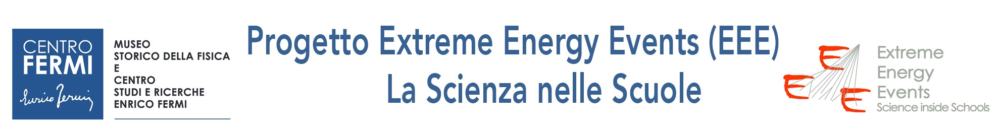 CENTRO
FERMI
Enrico Fermi
MUSEO
STORICO DELLA FISICA
E
CENTRO
STUDI E RICERCHE
ENRICO FERMI
Progetto Extreme Energy Events (EEE)
La Scienza nelle Scuole
E
E
E
Extreme
Energy
Events
Science inside Schools